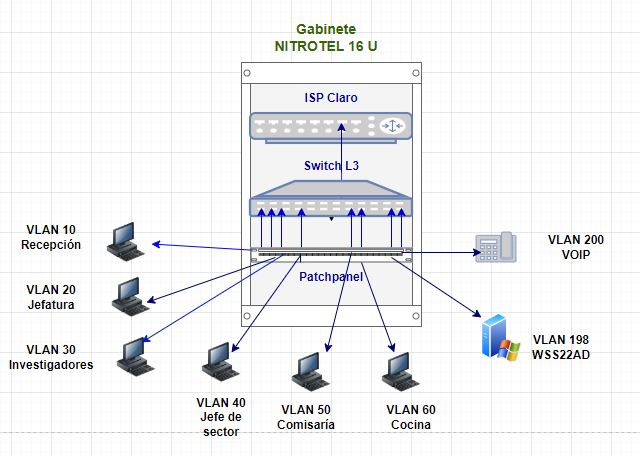 Gabinete
NITROTEL 16 U
ISP Claro
Switch L3
Patchpanel
VLAN 10
Recepción
VLAN 20
Jefatura
VLAN 30
Investigadores
VLAN 40
Jefe de
sector
VLAN 50
Comisaría
VLAN 60
Cocina
VLAN 200
VOIP
VLAN 198
WSS22AD